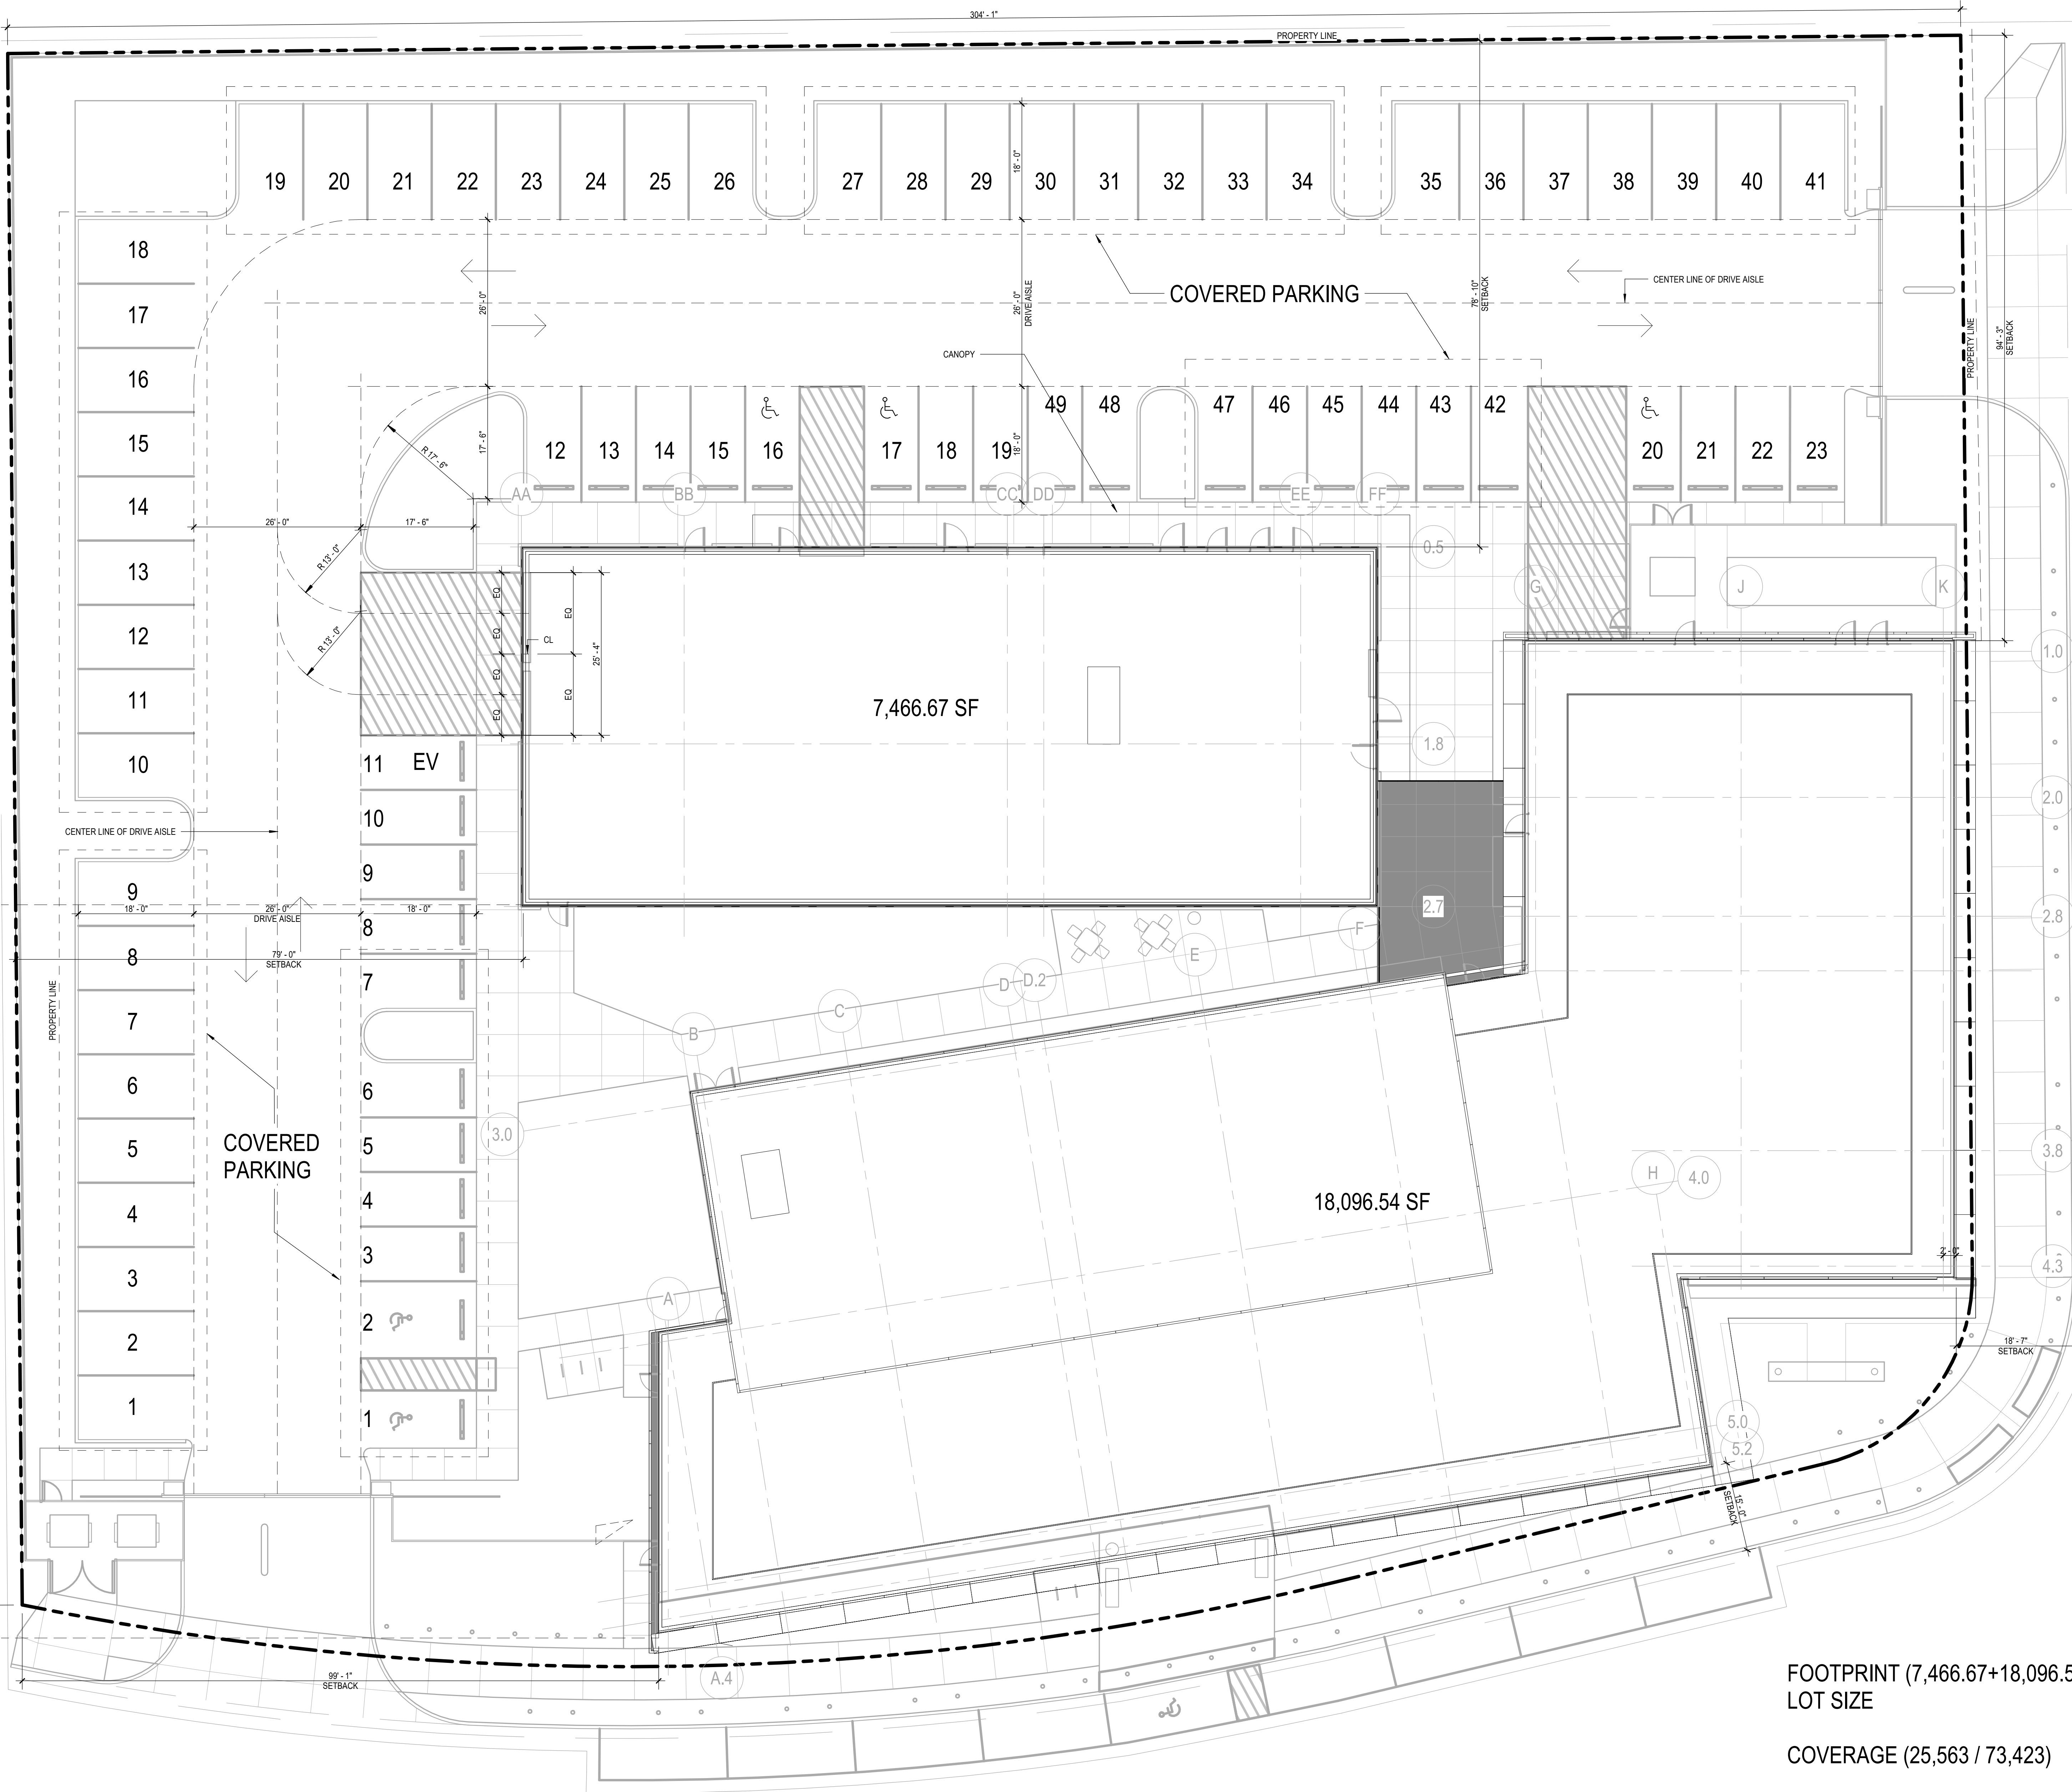 304' - 1"
PROPERTY LINE
19 20 21 22 23 24 25 26 27 28 29 30 31 32 33 34 35 36 37 38 39 40 41
18' - 0"
18
17
16
15
14
13
12
11
10
26' - 0"
26' - 0"
DRIVE AISLE
COVERED PARKING
78' - 10"
SETBACK
CENTER LINE OF DRIVE AISLE
PROPERTY LINE
94' - 3"
SETBACK
CANOPY
49 48 47 46 45 44 43 42
12 13 14 15 16 17 18 19 20 21 22 23
17' - 6"
18' - 0"
R 17' - 6"
AA BB CC DD EE FF
26' - 0"
17' - 6"
R 13' - 0"
R 13' - 0"
0.5
G J K
EQ
EQ
EQ
EQ
EQ
EQ
CL
25' - 4"
1.0
7,466.67 SF
1.8
11 EV
10
9
8
7
2.0
CENTER LINE OF DRIVE AISLE
9
18' - 0"
26' - 0"
DRIVE AISLE
18' - 0"
2.7
2.8
79' - 0"
SETBACK
PROPERTY LINE
8
7
6
5
4
3
2
1
B C D D.2 E F
6
5
4
3
2
1
3.0
COVERED
PARKING
3.8
H 4.0
18,096.54 SF
2' - 0"
4.3
A
18' - 7"
SETBACK
5.0
5.2
15' - 0"
SETBACK
99' - 1"
SETBACK
A.4
FOOTPRINT (7,466.67+18,096.5
LOT SIZE
COVERAGE (25,563 / 73,423)